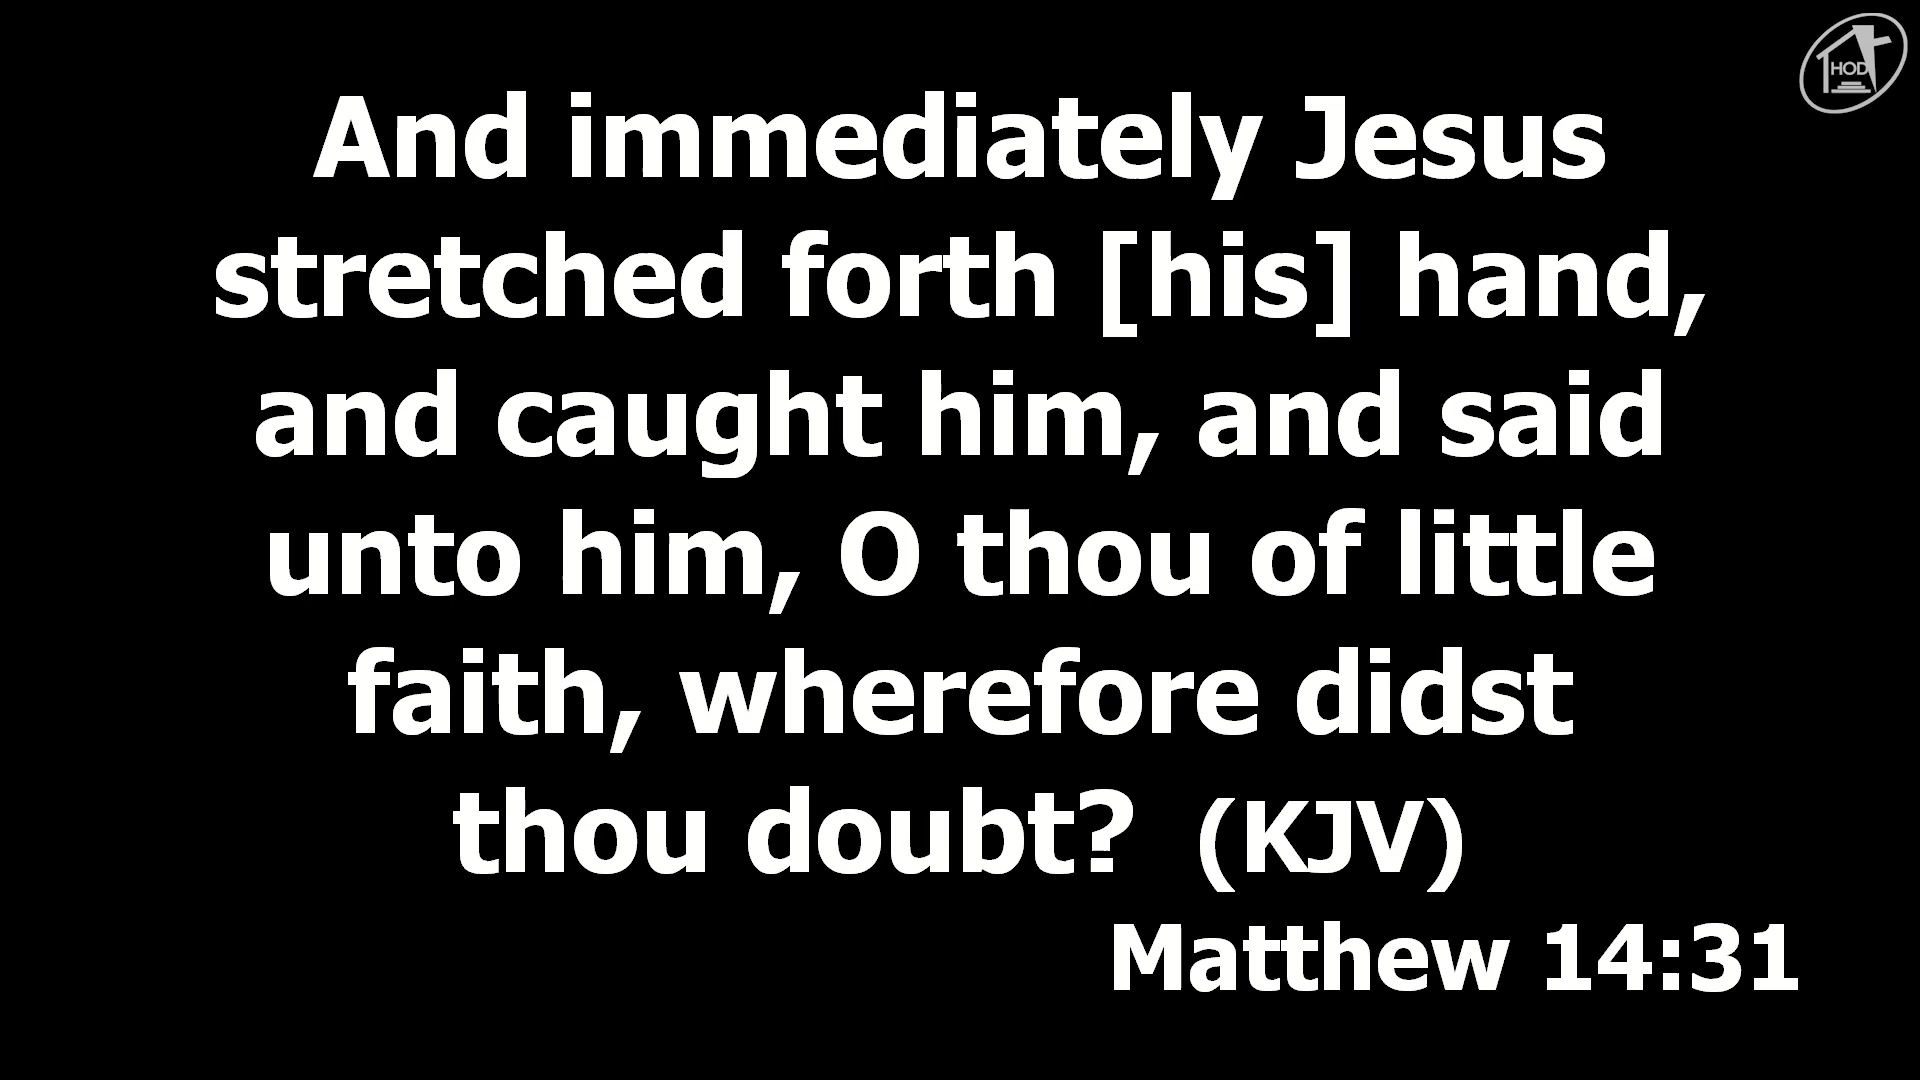 HOD
And immediately Jesus
stretched forth [his] hand,
and caught him, and said
unto him, O thou of little
faith, wherefore didst
thou doubt? (KJV)
Matthew 14:31